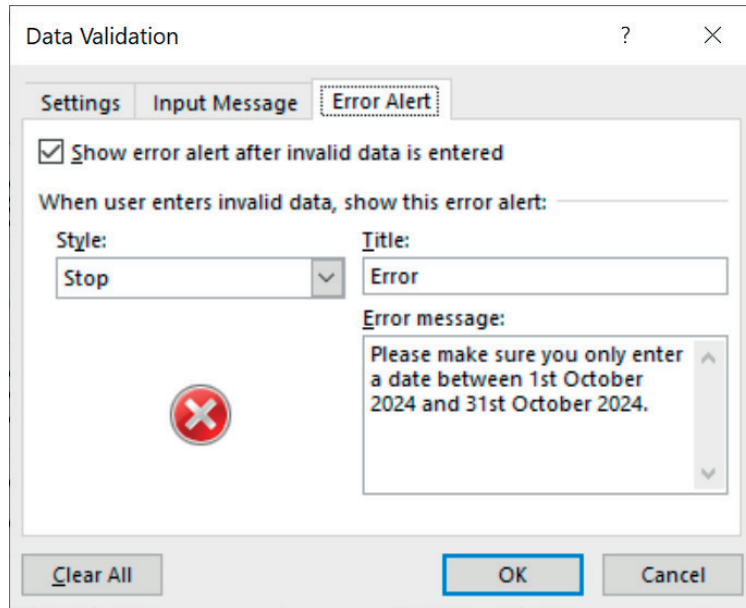 Data Validation ?
Settings Input Message Error Alert
Show error alert after invalid data is entered
When user enters invalid data, show this error alert:
Style: Title:
Stop Error
Error message:
Please make sure you only enter
a date between 1st October
2024 and 31st October 2024.
Clear All OK Cancel